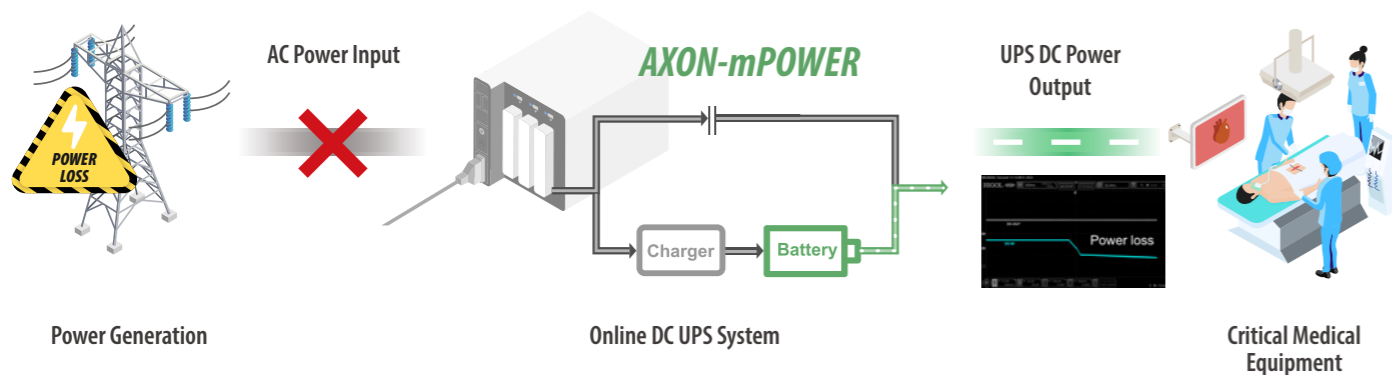 AC Power Input
AXON-mPOWER
UPS DC Power
Output
POWER
LOSS
RIGOL
Power loss
Charger
Battery
Power Generation
Online DC UPS System
Critical Medical
Equipment